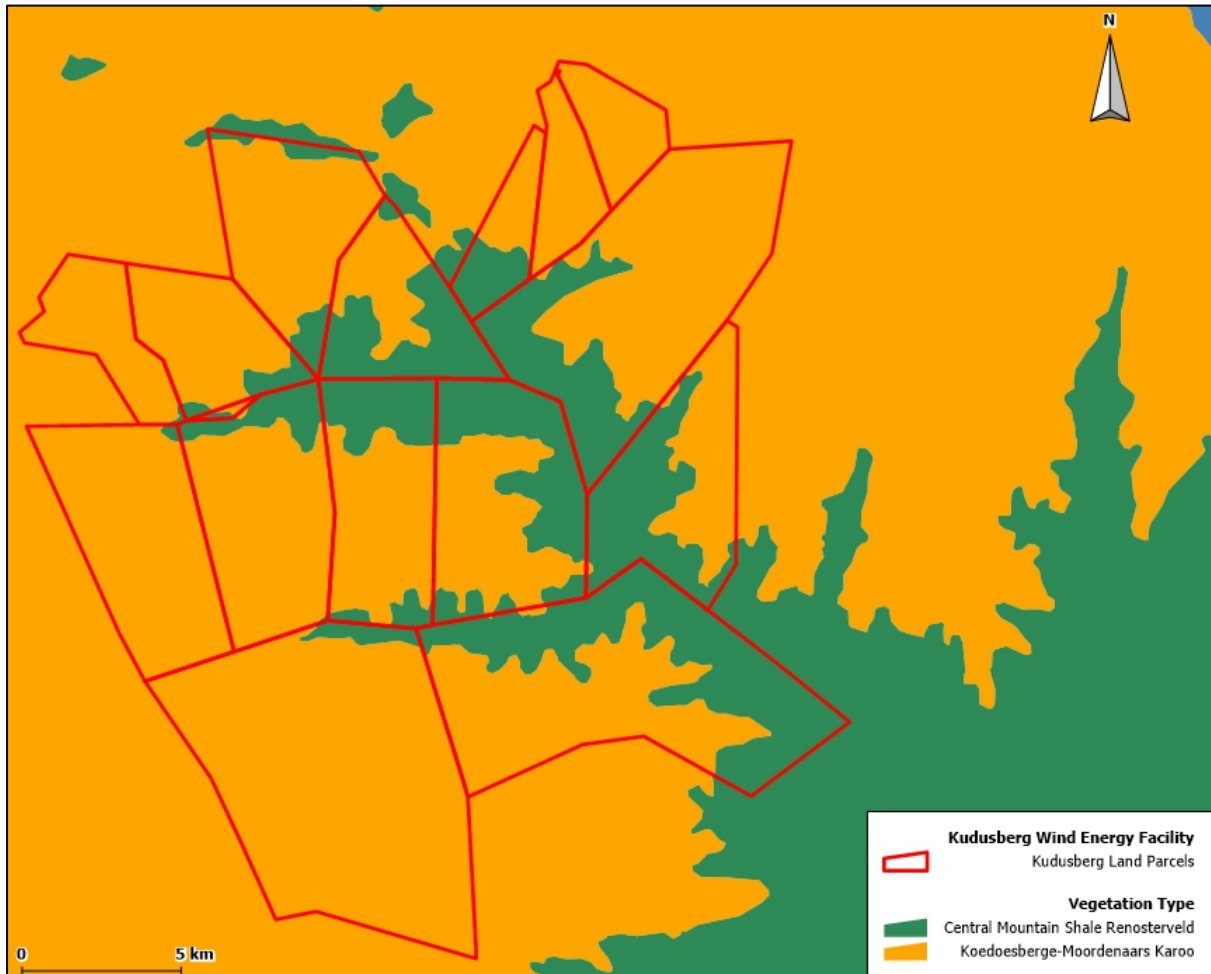 N
Kudusberg Wind Energy Facility
Kudusberg Land Parcels
Vegetation Type
Central Mountain Shale Renosterveld
Koedoesberge-Moordenaars Karoo
0 5 km